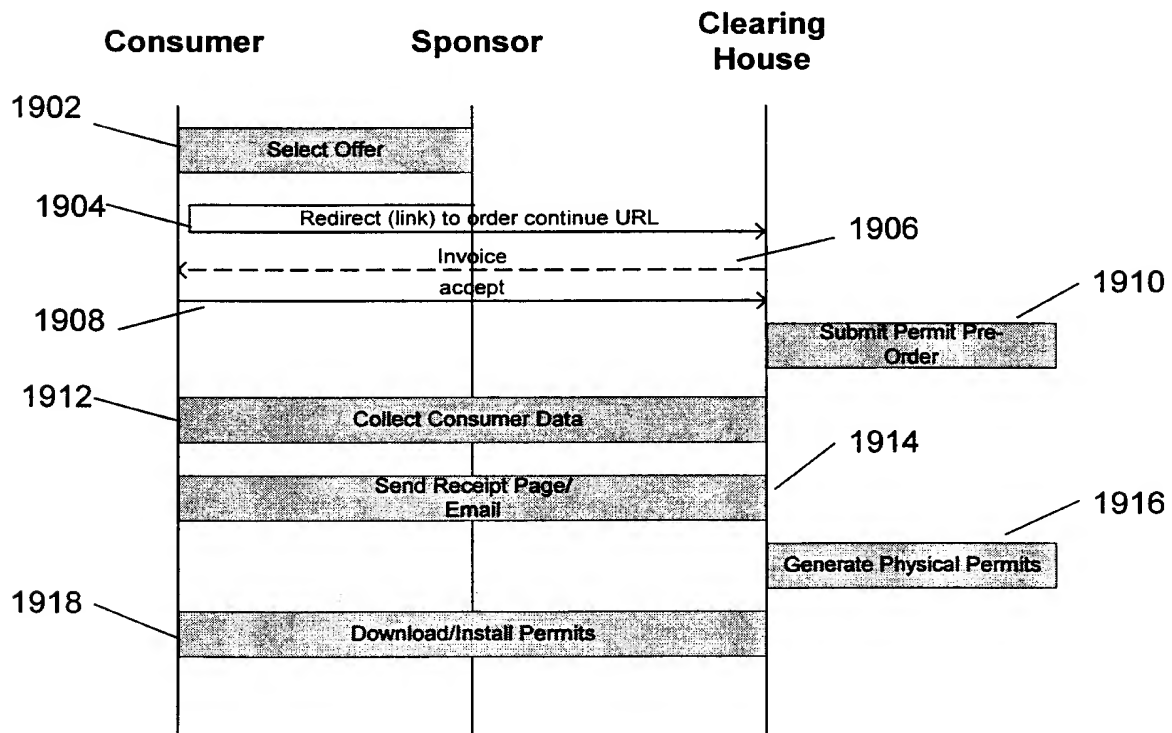 Consumer
Sponsor
Clearing
House
1902
Select Offer
1904
Redirect (link) to order continue URL
1906
Invoice
accept
1908
1910
Submit Permit Pre-
Order
1912
Collect Consumer Data
1914
Send Receipt Page/
Email
1916
Generate Physical Permits
1918
Download/Install Permits